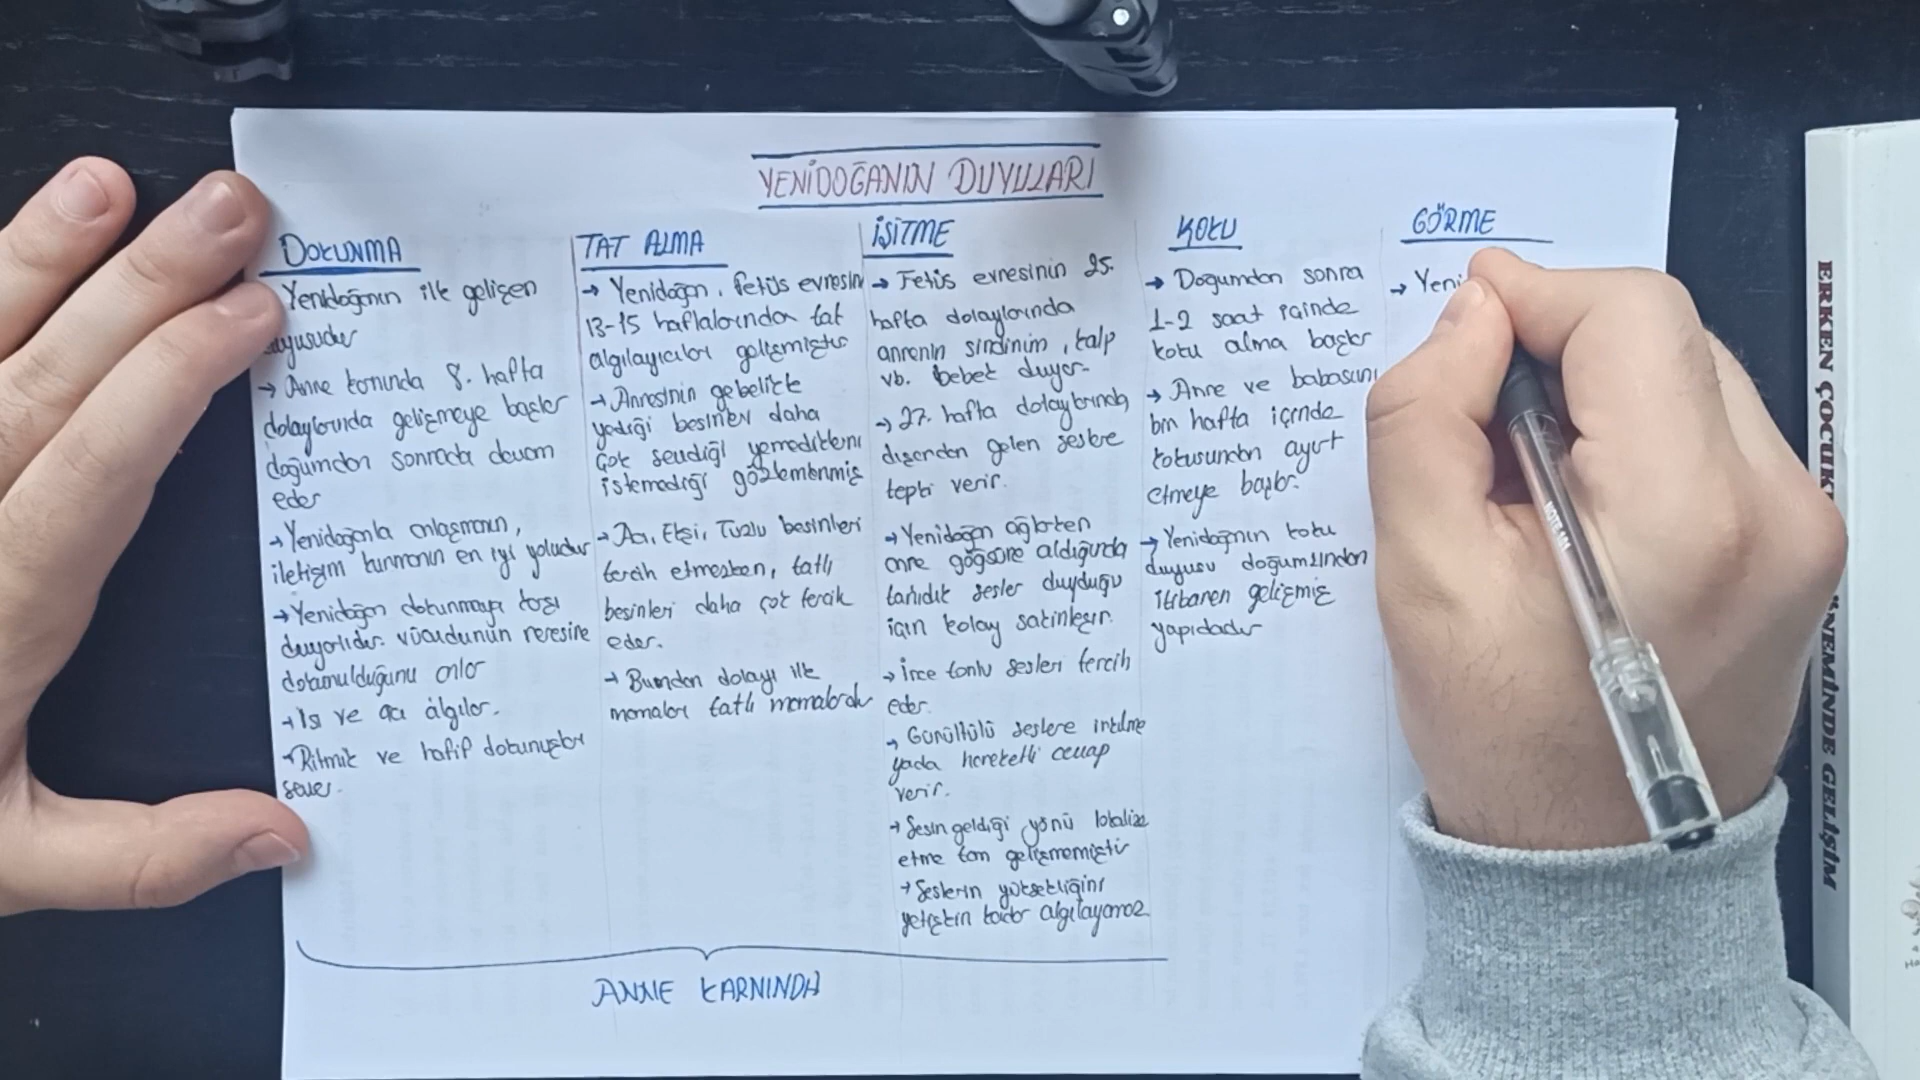 YENİDOĞANIN DUYULARI
DOKUNMA
Yenidoğanın ilk gelişen
duyusudur
→ Anne karnında 8. hafta
dolaylarında gelişmeye başlar
doğumdan sonrada devam
eder
→ Yenidoğanla anlaşmanın,
iletişim kurmanın en iyi yoludur
→ Yenidoğan dokunmaya karşı
duyarlıdır. vücudunun neresine
dokunulduğunu anlar
→ Isı ve acı algılar.
→ Ritmik ve hafif dokunuşlar
sever.
TAT ALMA
→ Yenidoğan, fetüs evresin
13-15 haftalarında tat
algılayıcıları gelişmiştir
→ Annesinin gebelikte
yediği besinleri daha
çok sevdiği yemediklerini
istemediği gözlemlenmiş
→ Acı, Ekşi, Tuzlu besinleri
tercih etmezken, tatlı
besinleri daha çok tercih
eder.
→ Bundan dolayı ilk
mamalar tatlı mamalardır
İŞİTME
→ Fetüs evresinin 25.
hafta dolaylarında
annenin sindirim, kalp
vb. bebek duyar.
→ 27. hafta dolaylarında
dışarıdan gelen seslere
tepki verir.
→ Yenidoğan ağlarken
anne göğsüne aldığında
tanıdık sesler duyduğu
için kolay sakinleşir.
→ İnce tonlu sesleri tercih
eder.
→ Gürültülü seslere irkilme
yada hareketli cevap
verir.
→ Sesin geldiği yönü lokalize
etme tam gelişmemiştir
→ Seslerin yüksekliğini
yetişkin kadar algılayamaz
KOKU
→ Doğumdan sonra
1-2 saat içinde
koku alma başlar
→ Anne ve babasını
bir hafta içinde
kokusundan ayırt
etmeye başlar.
→ Yenidoğanın koku
duyusu doğumundan
itibaren gelişmiş
yapıdadır
GÖRME
→ Yeni
ANNE KARNINDA
ERKEN ÇOCUKL
ÖNEMİNDE GELİŞİM